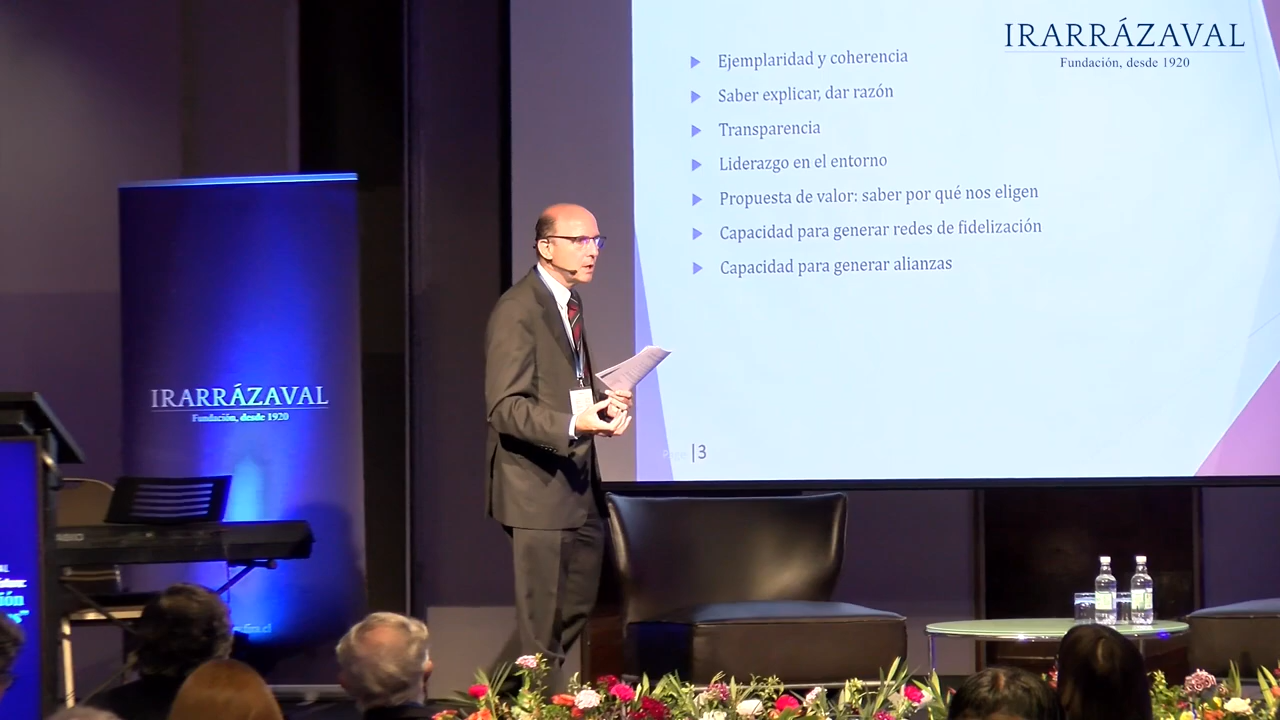 IRARRÁZAVAL
Fundación, desde 1920
Ejemplaridad y coherencia
Saber explicar, dar razón
Transparencia
Liderazgo en el entorno
Propuesta de valor: saber por qué nos eligen
Capacidad para generar redes de fidelización
Capacidad para generar alianzas
|3
IRARRÁZAVAL
Fundación, desde 1920